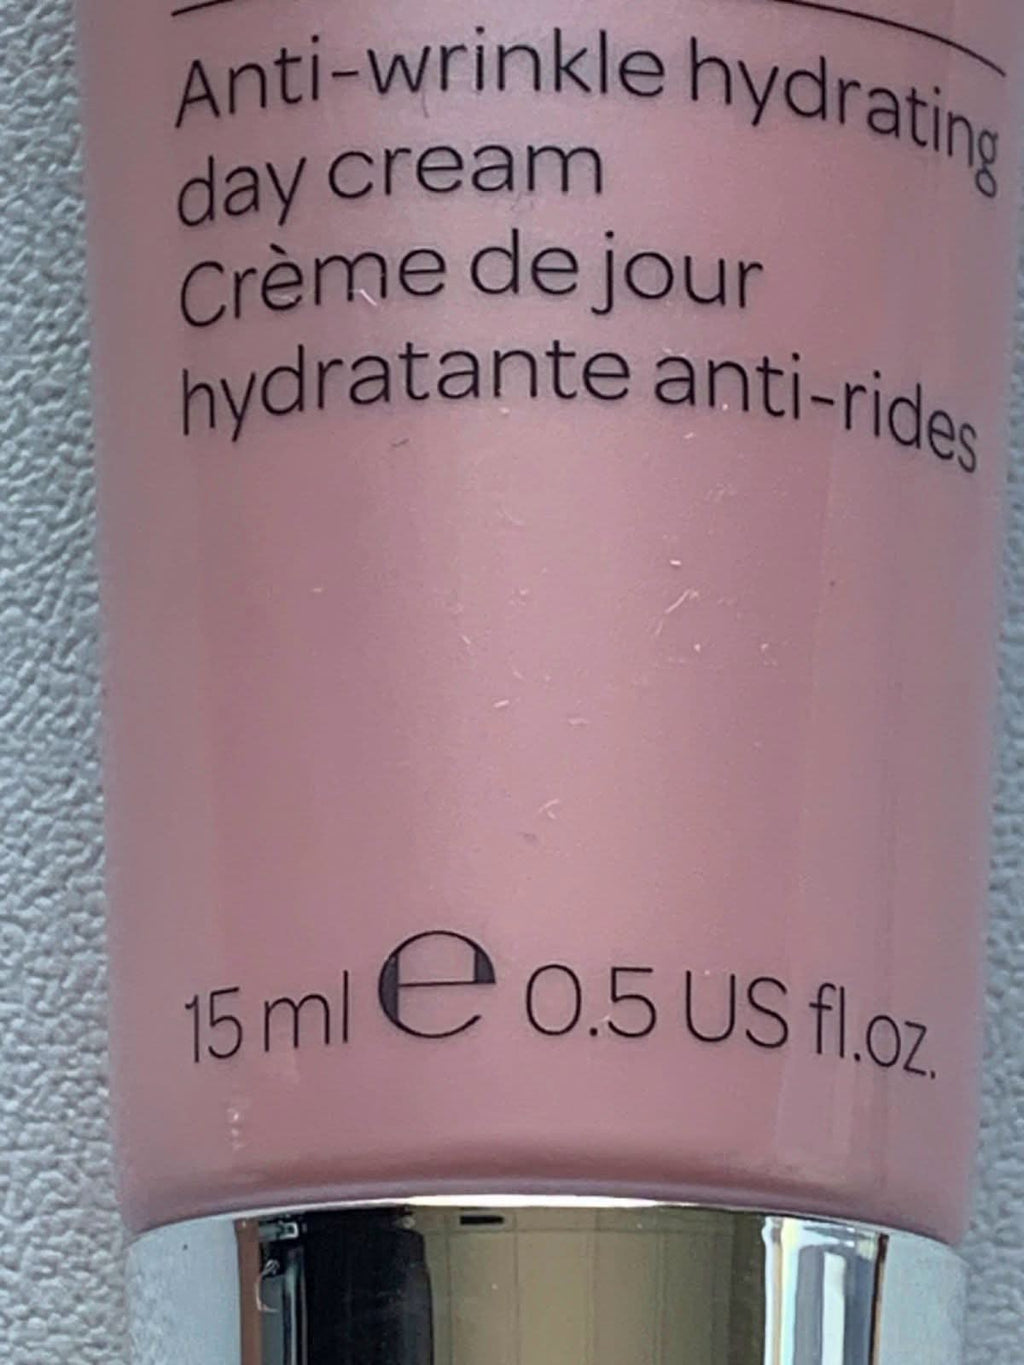 Anti-wrinkle hydrating
day cream
Crème de jour
hydratante anti-rides
15 ml e 0.5 US fl.oz.